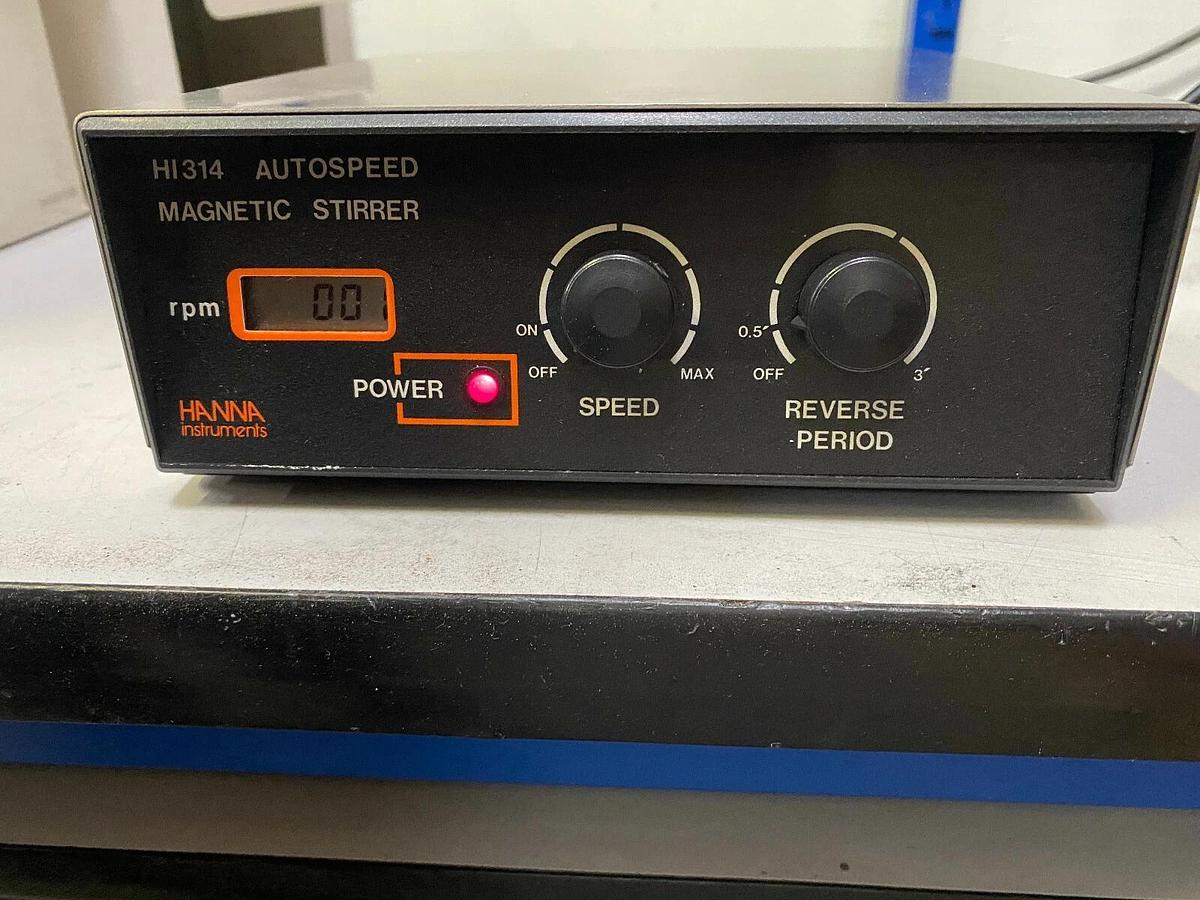 HI314 AUTOSPEED
MAGNETIC STIRRER
rpm 00
POWER
HANNA
instruments
ON
OFF
MAX
SPEED
0.5´
OFF
3´
REVERSE
PERIOD